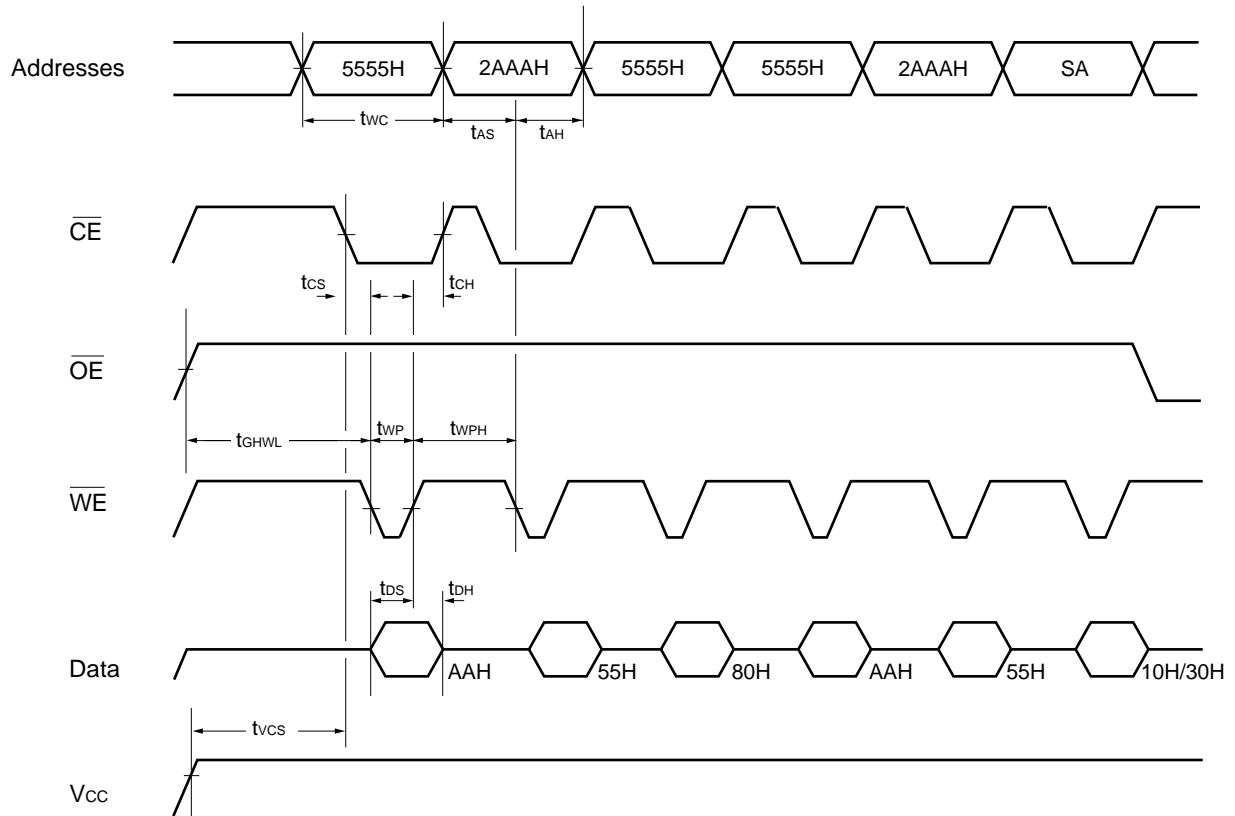 Addresses 5555H 2AAAH 5555H 5555H 2AAAH SA
tWC tAS tAH
CE
tCS tCH
OE
tGHWL tWP tWPH
WE
tDS tDH
Data AAH 55H 80H AAH 55H 10H/30H
tVCS
VCC